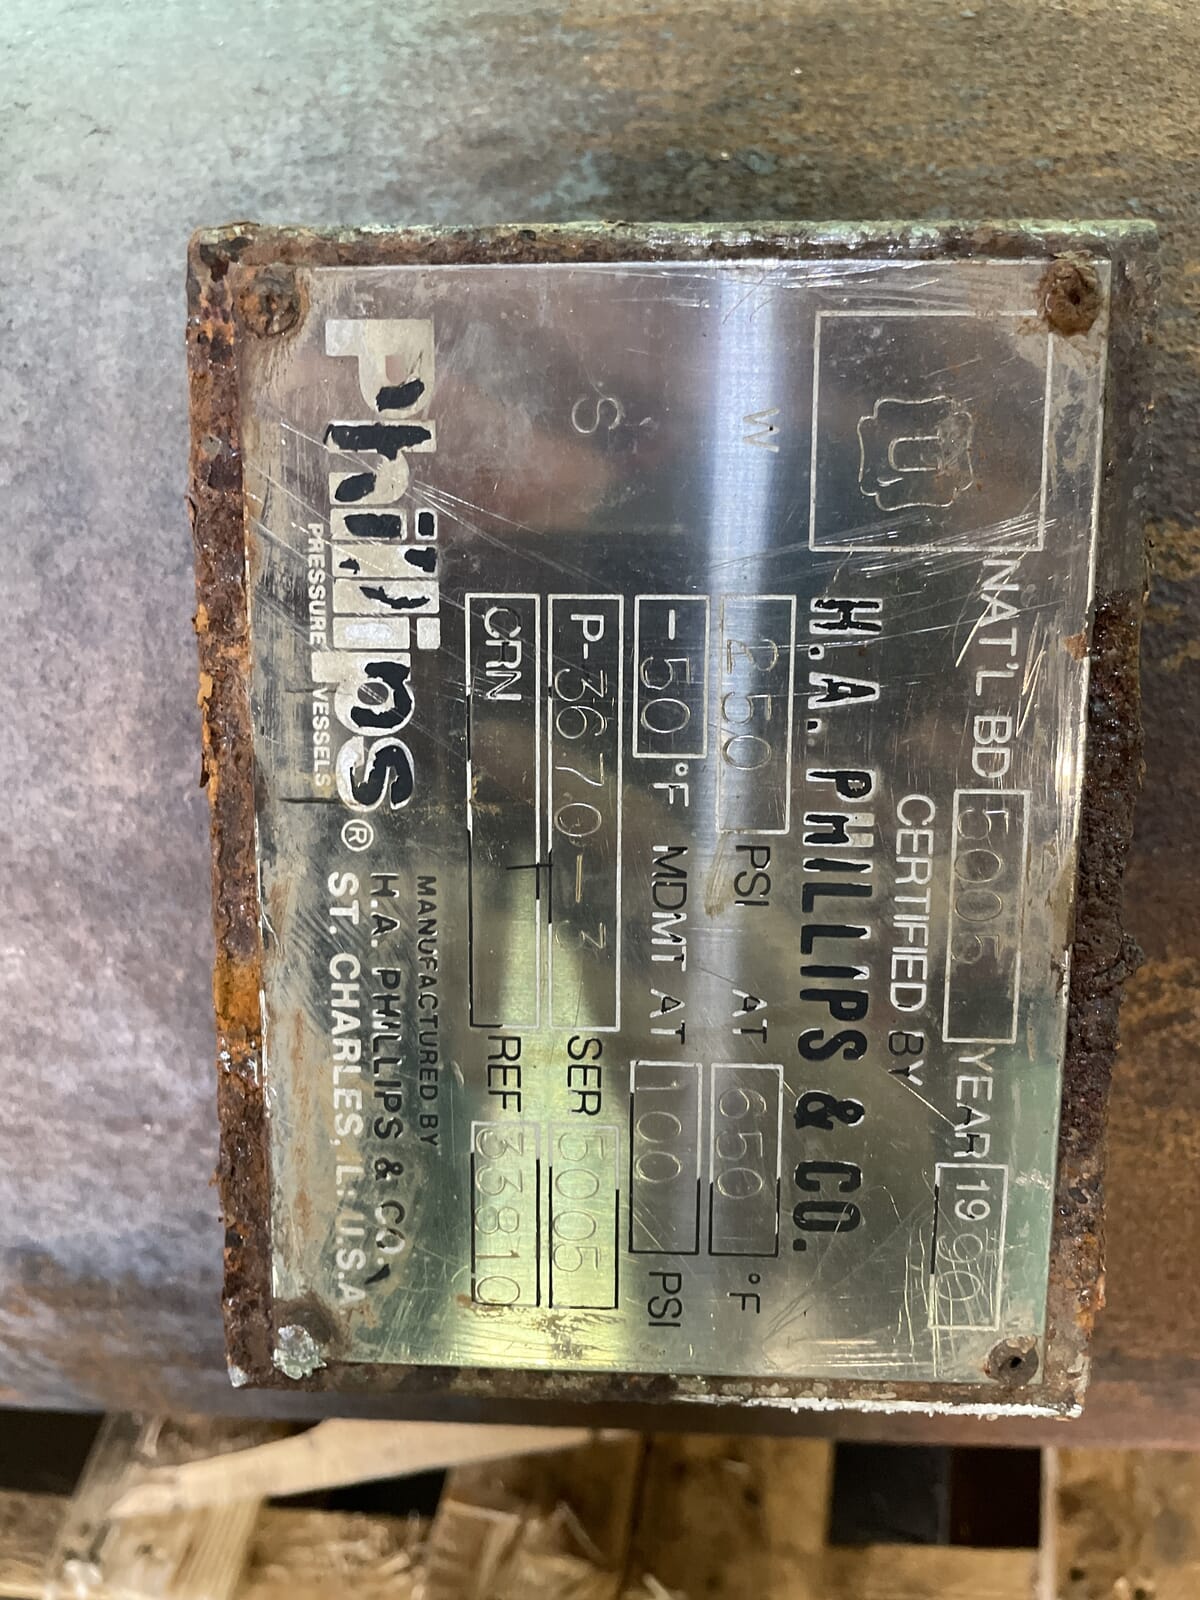 NAT'L BD 5005 YEAR 1990
U
CERTIFIED BY
H.A. PHILLIPS & CO.
W 250 PSI AT 650 °F
-50 °F MDMT AT 100 PSI
S P-3670-3 SER 5005
CRN REF 33810
Phillips® MANUFACTURED BY
H.A. PHILLIPS & CO.
PRESSURE VESSELS ST. CHARLES, IL. U.S.A.